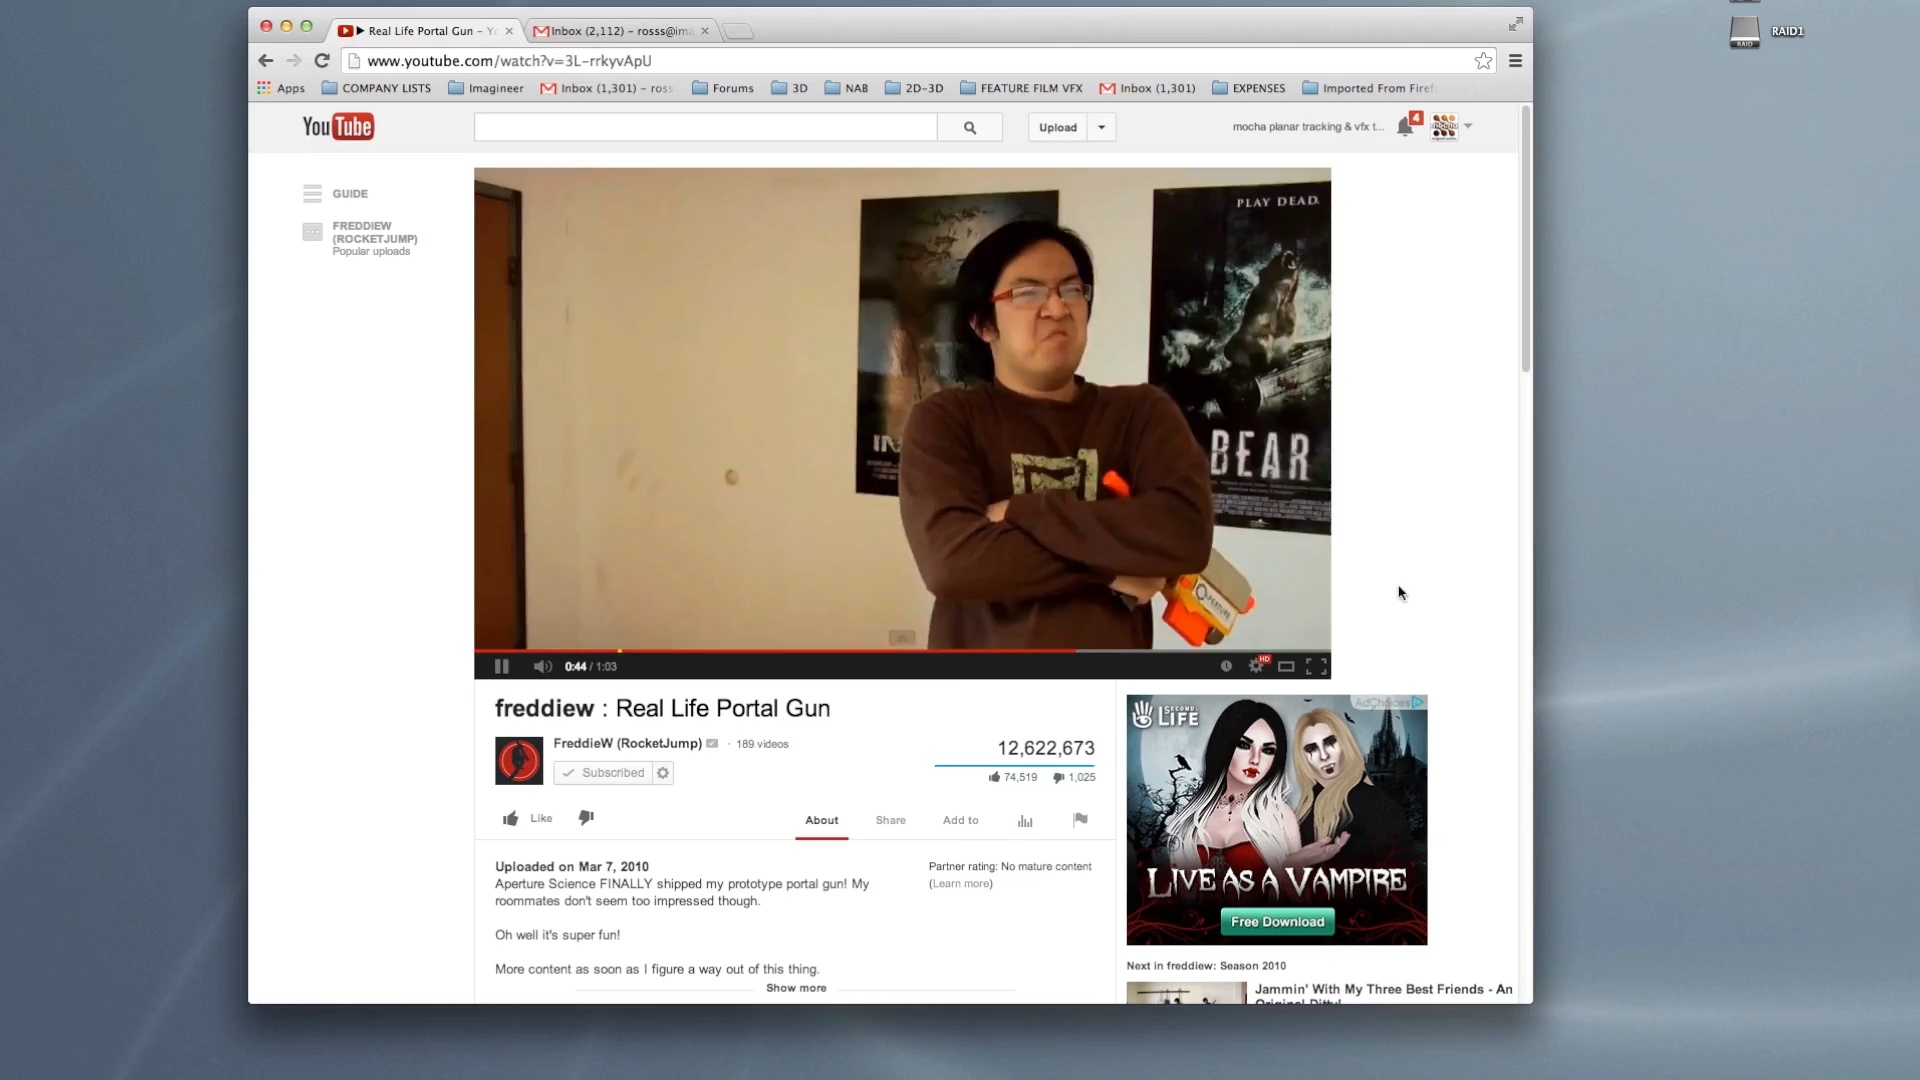 Real Life Portal Gun - Yo
Inbox (2,112) - rosss@ima
RAID1
www.youtube.com/watch?v=3L-rrkyvApU
Apps COMPANY LISTS Imagineer Inbox (1,301) - ross Forums 3D NAB 2D-3D FEATURE FILM VFX Inbox (1,301) EXPENSES Imported From Firef
YouTube
Upload
mocha planar tracking & vfx t...
4
GUIDE
FREDDIEW
(ROCKETJUMP)
Popular uploads
PLAY DEAD.
IN
BEAR
APERTURE
0:44 / 1:03
HD
freddiew : Real Life Portal Gun
FreddieW (RocketJump) · 189 videos
Subscribed
12,622,673
74,519 1,025
Like
About Share Add to
Uploaded on Mar 7, 2010
Aperture Science FINALLY shipped my prototype portal gun! My
roommates don't seem too impressed though.
Oh well it's super fun!
More content as soon as I figure a way out of this thing.
Show more
Partner rating: No mature content
(Learn more)
SECOND LIFE
AdChoices
LIVE AS A VAMPIRE
Free Download
Next in freddiew: Season 2010
Jammin' With My Three Best Friends - An
Original Ditty!